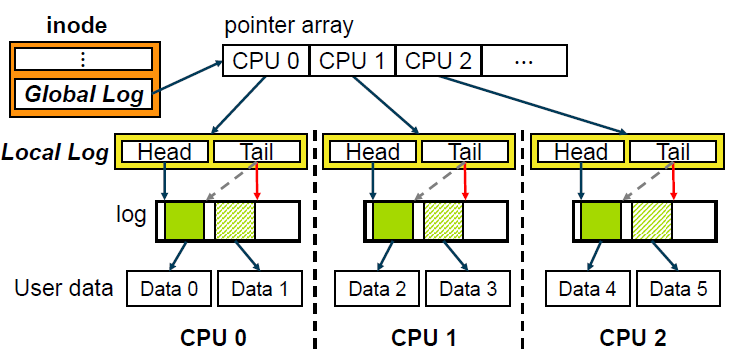 inode
pointer array
⋮
Global Log
CPU 0 CPU 1 CPU 2 ...
Local Log
Head Tail Head Tail Head Tail
log
User data
Data 0 Data 1 Data 2 Data 3 Data 4 Data 5
CPU 0 CPU 1 CPU 2